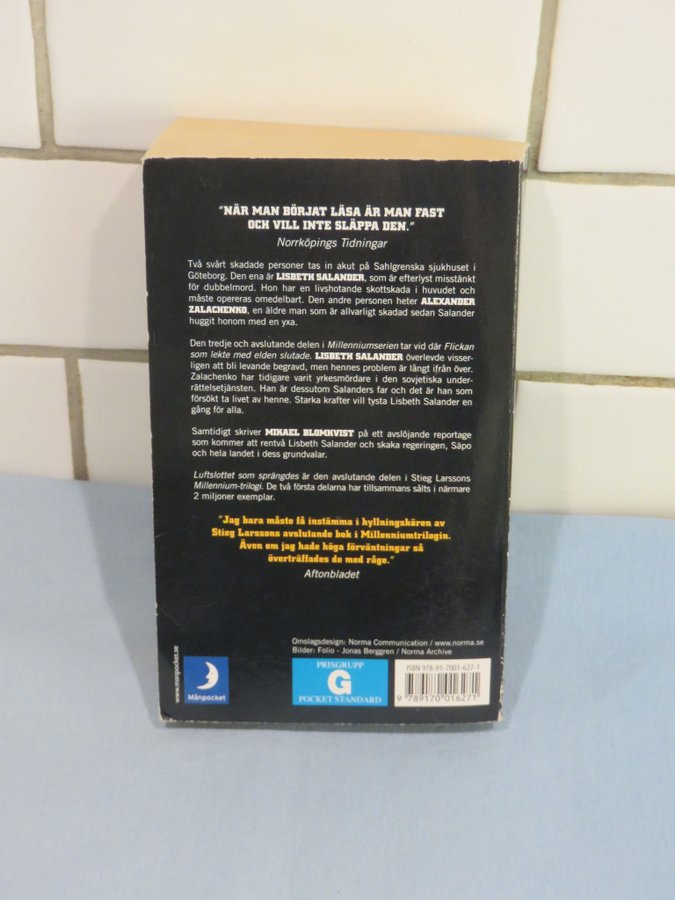 "NÄR MAN BÖRJAT LÄSA ÄR MAN FAST
OCH VILL INTE SLÄPPA DEN."
Norrköpings Tidningar
Två svårt skadade personer tas in akut på Sahlgrenska sjukhuset i
Göteborg. Den ena är LISBETH SALANDER, som är efterlyst misstänkt
för dubbelmord. Hon har en livshotande skottskada i huvudet och
måste opereras omedelbart. Den andre personen heter ALEXANDER
ZALACHENKO, en äldre man som är allvarligt skadad sedan Salander
huggit honom med en yxa.
Den tredje och avslutande delen i Millenniumserien tar vid där Flickan
som lekte med elden slutade. LISBETH SALANDER överlevde visser-
ligen att bli levande begravd, men hennes problem är långt ifrån över.
Zalachenko har tidigare varit yrkesmördare i den sovjetiska under-
rättelsetjänsten. Han är dessutom Salanders far och det är han som
försökt ta livet av henne. Starka krafter vill tysta Lisbeth Salander en
gång för alla.
Samtidigt skriver MIKAEL BLOMKVIST på ett avslöjande reportage
som kommer att rentvå Lisbeth Salander och skaka regeringen, Säpo
och hela landet i dess grundvalar.
Luftslottet som sprängdes är den avslutande delen i Stieg Larssons
Millennium-trilogi. De två första delarna har tillsammans sålts i närmare
2 miljoner exemplar.
"Jag bara måste få instämma i hyllningskören av
Stieg Larssons avslutande bok i Millenniumtrilogin.
Även om jag hade höga förväntningar så
överträffades de med råge."
Aftonbladet
Omslagsdesign: Norma Communication / www.norma.se
Bilder: Folio - Jonas Berggren / Norma Archive
www.manpocket.se
Månpocket
PRISGRUPP
G
POCKET STANDARD
ISBN 978-91-7001-627-1
9 789170 016271